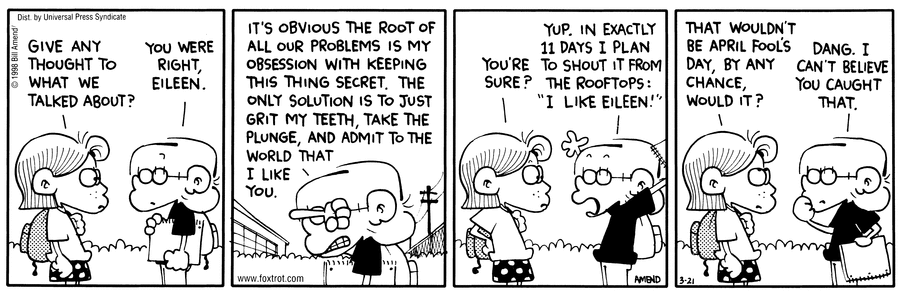 Dist. by Universal Press Syndicate
© 1998 Bill Amend
GIVE ANY
THOUGHT TO
WHAT WE
TALKED ABOUT?
YOU WERE
RIGHT,
EILEEN.
IT'S OBVIOUS THE ROOT OF
ALL OUR PROBLEMS IS MY
OBSESSION WITH KEEPING
THIS THING SECRET. THE
ONLY SOLUTION IS TO JUST
GRIT MY TEETH, TAKE THE
PLUNGE, AND ADMIT TO THE
WORLD THAT
I LIKE
YOU.
www.foxtrot.com
YOU'RE
SURE?
YUP. IN EXACTLY
11 DAYS I PLAN
TO SHOUT IT FROM
THE ROOFTOPS:
"I LIKE EILEEN!"
AMEND
THAT WOULDN'T
BE APRIL FOOL'S
DAY, BY ANY
CHANCE,
WOULD IT?
DANG. I
CAN'T BELIEVE
YOU CAUGHT
THAT.
3-21